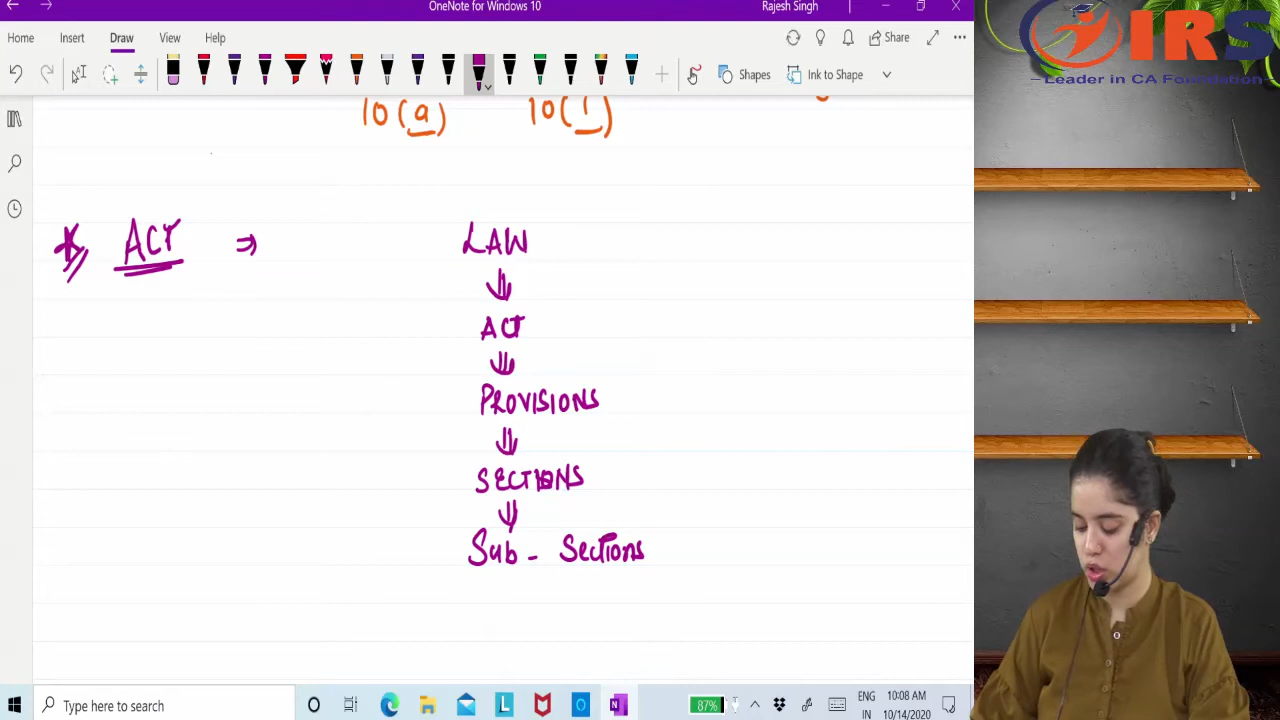 OneNote for Windows 10
Rajesh Singh
Home Insert Draw View Help
Share
Shapes
Ink to Shape
IRS
Leader in CA Foundation
10(a) 10(i)
ACT ⇒ LAW
ACT
PROVISIONS
SECTIONS
Sub - Sections
Type here to search
87%
ENG
IN
10:08 AM
10/14/2020